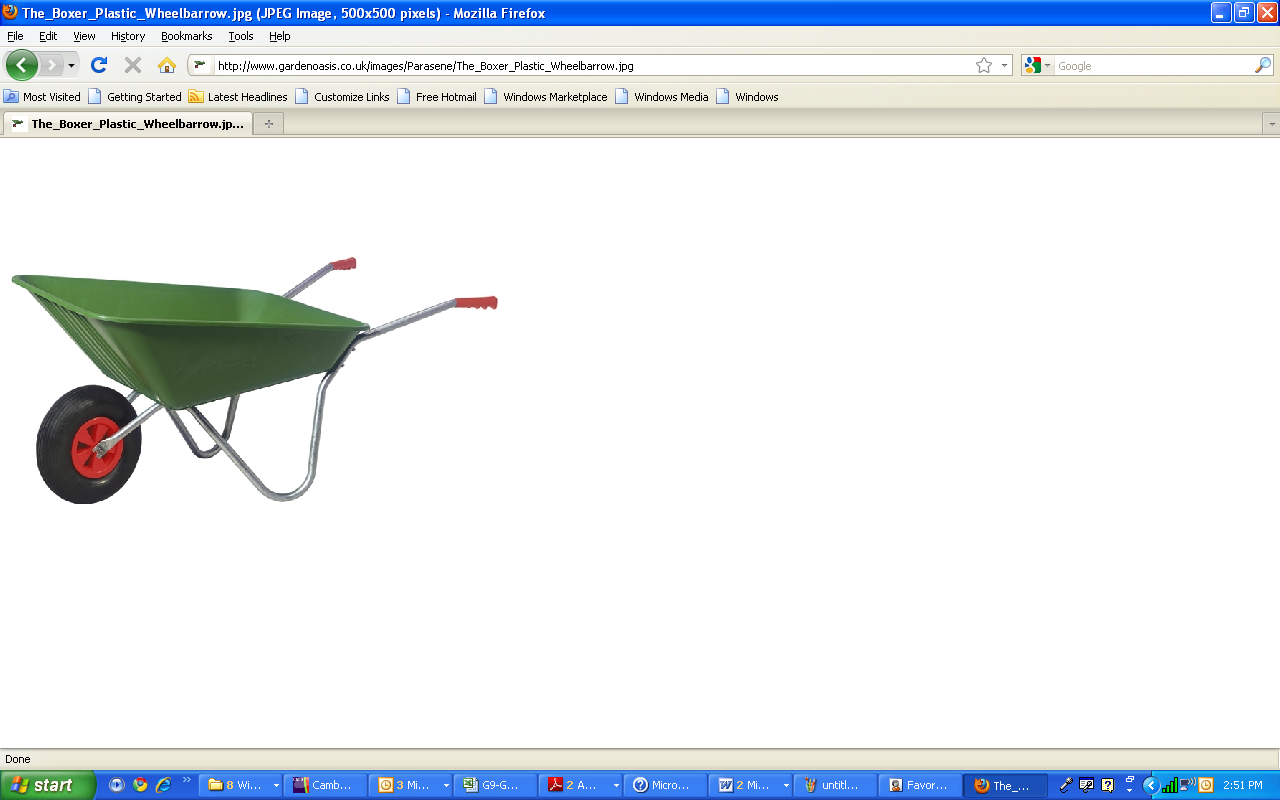 The_Boxer_Plastic_Wheelbarrow.jpg (JPEG Image, 500x500 pixels) - Mozilla Firefox
File Edit View History Bookmarks Tools Help
http://www.gardenoasis.co.uk/images/Parasene/The_Boxer_Plastic_Wheelbarrow.jpg Google
Most Visited Getting Started Latest Headlines Customize Links Free Hotmail Windows Marketplace Windows Media Windows
The_Boxer_Plastic_Wheelbarrow.jp...
Done
start 8 Wi... Camb... 3 Mi... G9-G... 2 A... Micro... 2 Mi... untitl... Favor... The_... 2:51 PM